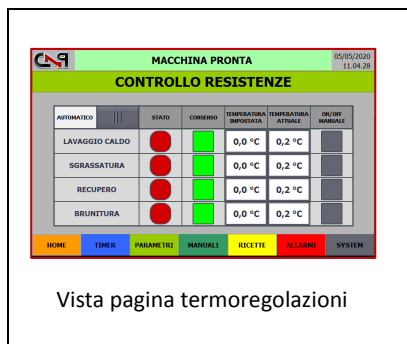 CNP MACCHINA PRONTA 05/05/2020
11.04.28
CONTROLLO RESISTENZE
AUTOMATICO STATO CONSENSO TEMPERATURA IMPOSTATA TEMPERATURA ATTUALE ON/OFF MANUALE
LAVAGGIO CALDO 0,0 °C 0,2 °C
SGRASSATURA 0,0 °C 0,2 °C
RECUPERO 0,0 °C 0,2 °C
BRUNITURA 0,0 °C 0,2 °C
HOME TIMER PARAMETRI MANUALI RICETTE ALLARMI SYSTEM
Vista pagina termoregolazioni